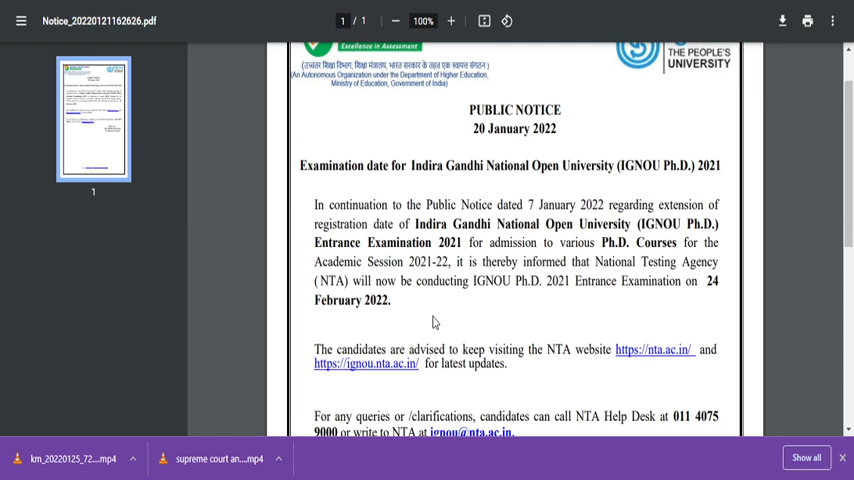 Notice_20220121162626.pdf
1 / 1
100%
Excellence in Assessment
(उच्चतर शिक्षा विभाग, शिक्षा मंत्रालय, भारत सरकार के तहत एक स्वायत्त संगठन)
(An Autonomous Organization under the Department of Higher Education,
Ministry of Education, Government of India)
THE PEOPLE'S
UNIVERSITY
PUBLIC NOTICE
20 January 2022
Examination date for Indira Gandhi National Open University (IGNOU Ph.D.) 2021
In continuation to the Public Notice dated 7 January 2022 regarding extension of
registration date of Indira Gandhi National Open University (IGNOU Ph.D.)
Entrance Examination 2021 for admission to various Ph.D. Courses for the
Academic Session 2021-22, it is thereby informed that National Testing Agency
(NTA) will now be conducting IGNOU Ph.D. 2021 Entrance Examination on 24
February 2022.
The candidates are advised to keep visiting the NTA website https://nta.ac.in/ and
https://ignou.nta.ac.in/ for latest updates.
For any queries or /clarifications, candidates can call NTA Help Desk at 011 4075
9000 or write to NTA at ignou@nta.ac.in.
1
km_20220125_72....mp4
supreme court an....mp4
Show all